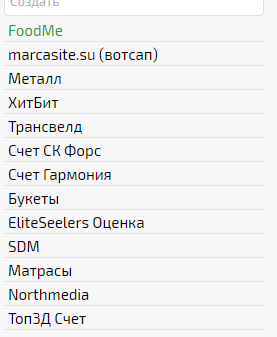 Создать
FoodMe
marcasite.su (вотсап)
Металл
ХитБит
Трансвелд
Счет СК Форс
Счет Гармония
Букеты
EliteSeelers Оценка
SDM
Матрасы
Northmedia
Топ3Д Счет